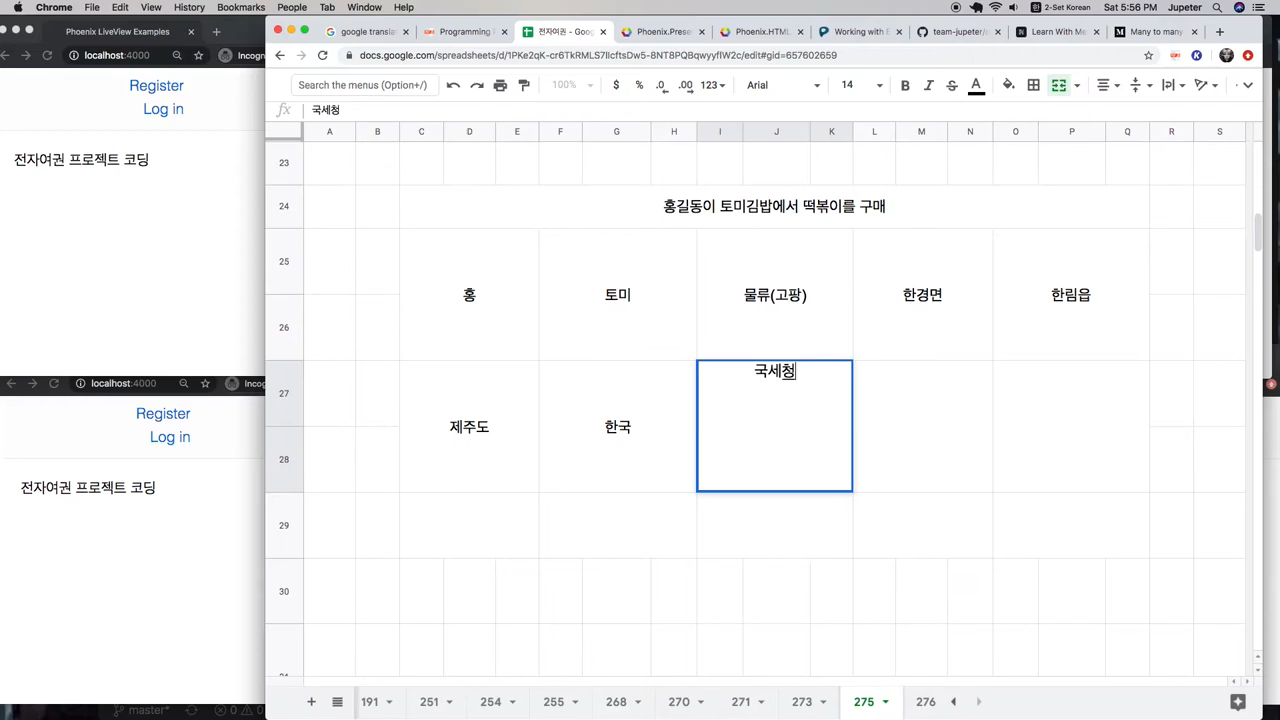 Chrome File Edit View History Bookmarks People Tab Window Help
2-Set Korean Sat 5:56 PM Jupeter
Phoenix LiveView Examples
google transla
Programming
전자여권 - Goo
Phoenix.Prese
Phoenix.HTML
Working with E
team-jupeter/e
Learn With Me
Many to many
localhost:4000
Incog
docs.google.com/spreadsheets/d/1PKe2qK-cr6TkRMLS7IlcftsDw5-8NT8PQBqwyyflW2c/edit#gid=657602659
Register
Log in
전자여권 프로젝트 코딩
Search the menus (Option+/)
100%
$ % .0 .00 123
Arial
14
B I S A
fx 국세청
A B C D E F G H I J K L M N O P Q R S
23
24 홍길동이 토미김밥에서 떡볶이를 구매
25
홍 토미 물류(고팡) 한경면 한림읍
26
27 국세청
제주도 한국
28
29
30
localhost:4000
Incog
Register
Log in
전자여권 프로젝트 코딩
191 251 254 255 268 270 271 273 275 276
master* 0 0